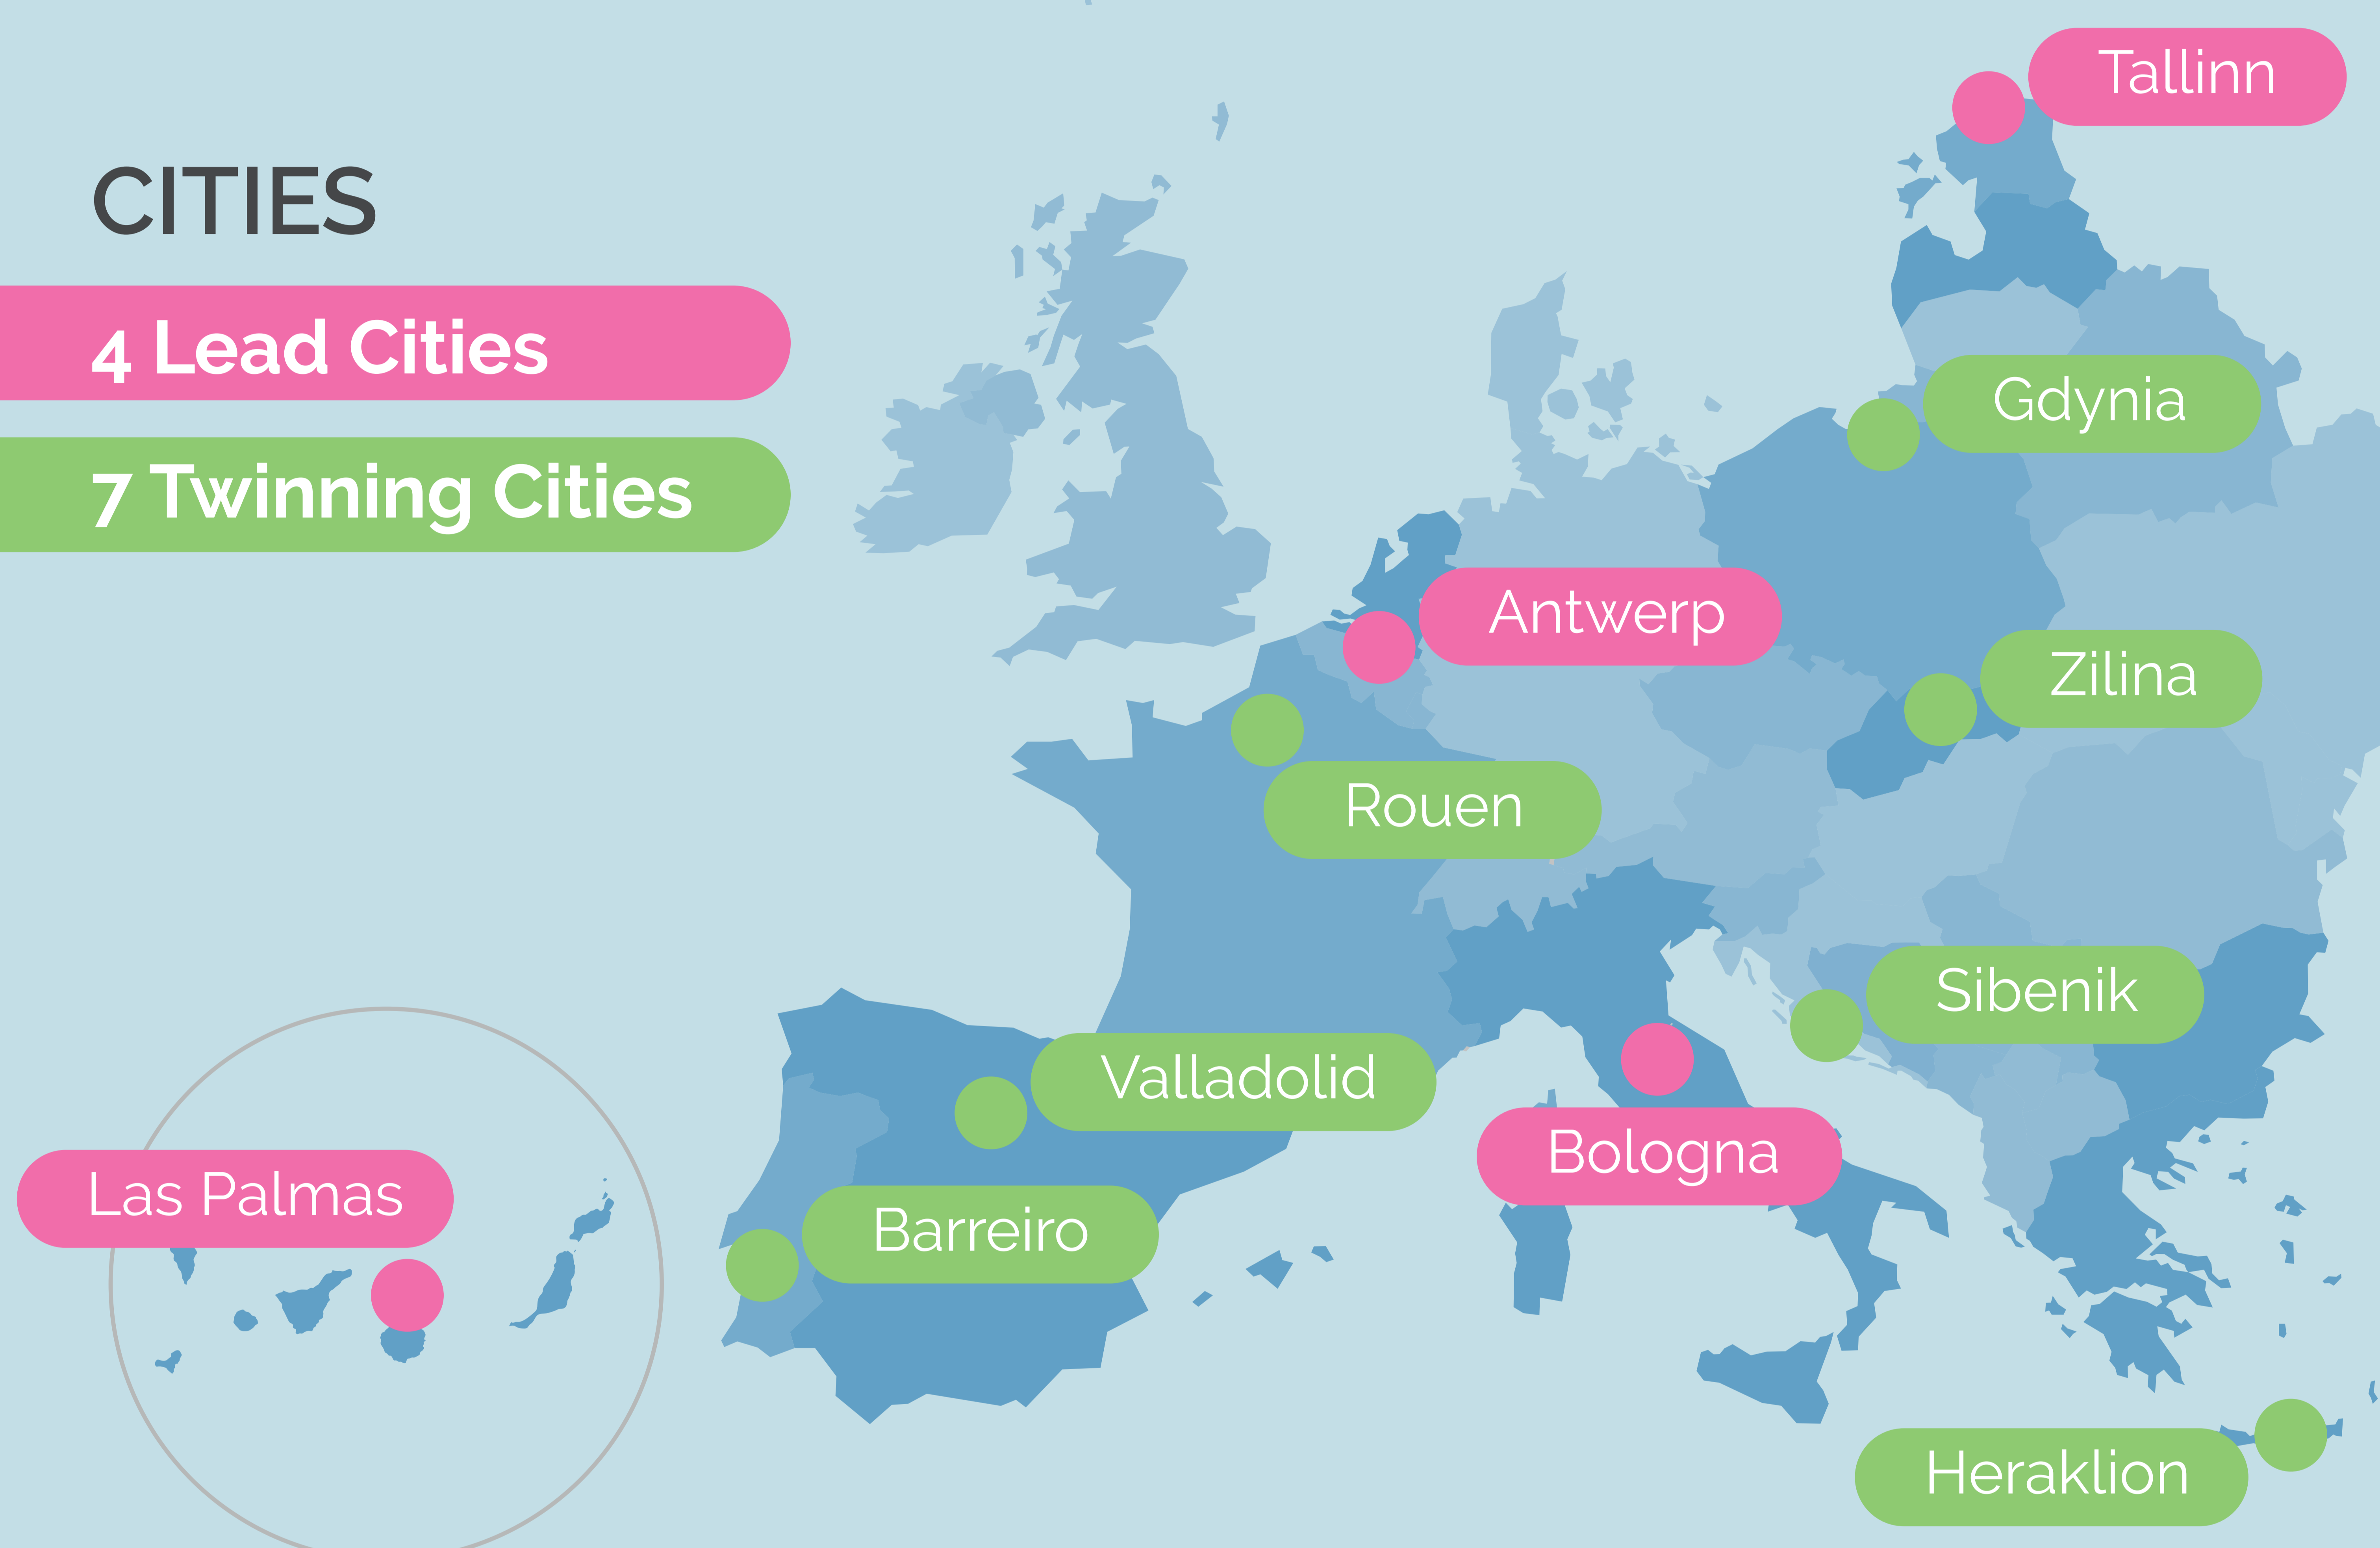 CITIES
4 Lead Cities
7 Twinning Cities
Tallinn
Gdynia
Antwerp
Zilina
Rouen
Sibenik
Valladolid
Bologna
Las Palmas
Barreiro
Heraklion